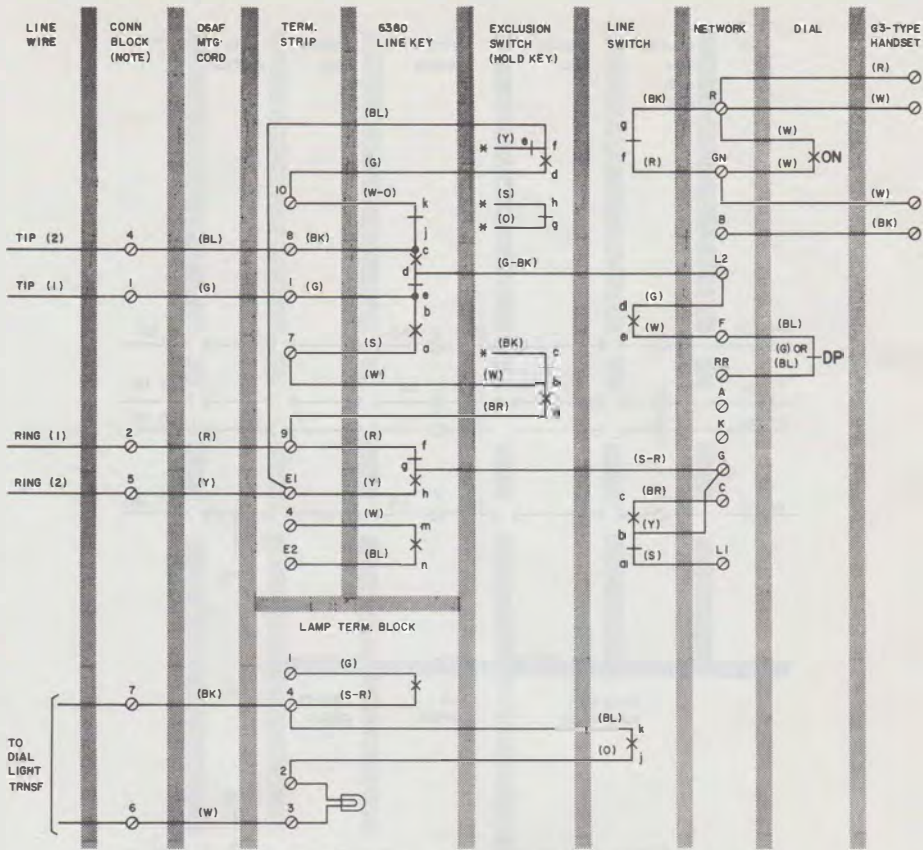 LINE WIRE
CONN BLOCK (NOTE)
D6AF MTG· CORD
TERM. STRIP
638D LINE KEY
EXCLUSION SWITCH (HOLD KEY)
LINE SWITCH
NETWORK
DIAL
G3-TYPE HANDSET
(R)
(BK) R (W)
(BL) g (W)
(Y) e f f (R) GN (W) ON
(G) d
10 (W-O) k (S) h (W)
j (O) g B (BK)
TIP (2) 4 (BL) 8 (BK) c
d (G-BK) L2
TIP (1) 1 (G) 1 (G) e d (G)
b e (W) F (BL)
7 (S) a (BK) c (G) OR (BL) DP
(W) (W) b RR
(BR) a A
K
RING (1) 2 (R) 9 (R) f
g (S-R) G
RING (2) 5 (Y) E1 (Y) h c (BR) C
4 (W) m b (Y)
E2 (BL) n a (S) L1
LAMP TERM. BLOCK
1 (G)
7 (BK) 4 (S-R)
(BL) k
TO DIAL LIGHT TRNSF
2 (O) j
6 (W) 3